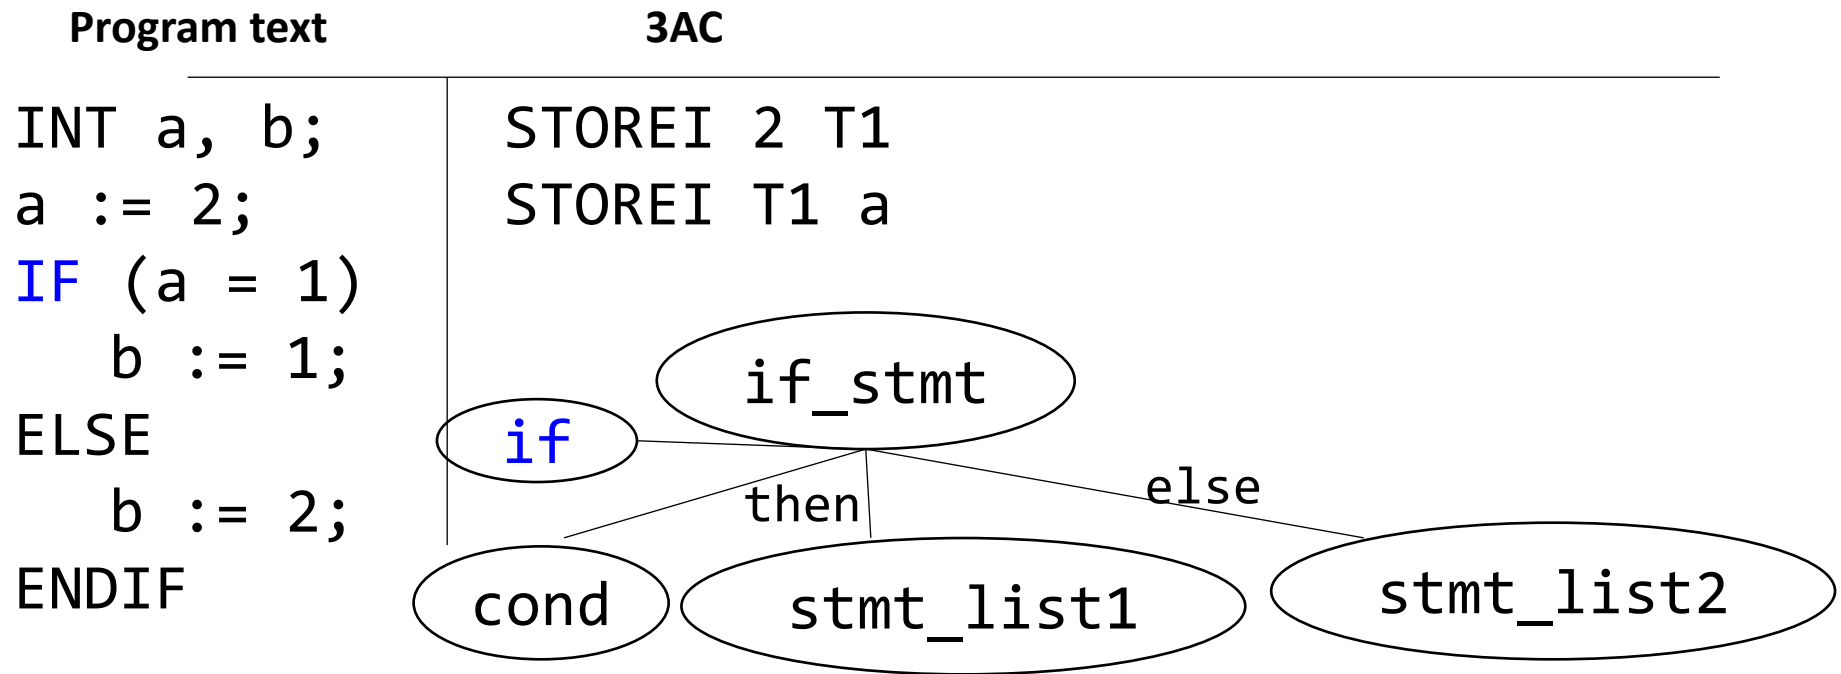 Program text 3AC
INT a, b; STOREI 2 T1
a := 2; STOREI T1 a
IF (a = 1)
b := 1;
ELSE
b := 2;
ENDIF
if_stmt
if
then
else
cond
stmt_list1
stmt_list2